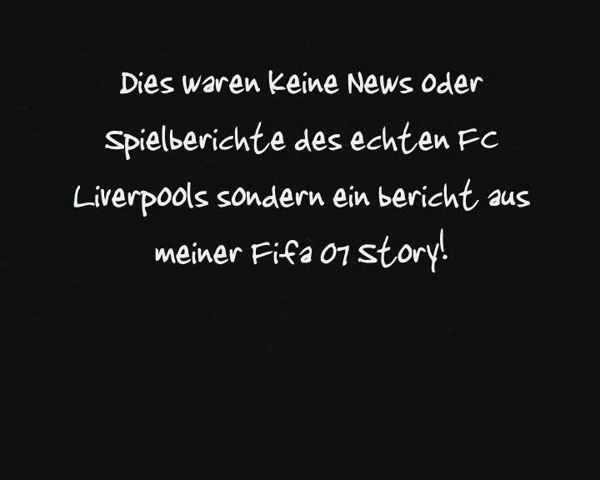 Dies waren Keine News oder
Spielberichte des echten FC
Liverpools sondern ein bericht aus
meiner Fifa 07 Story!